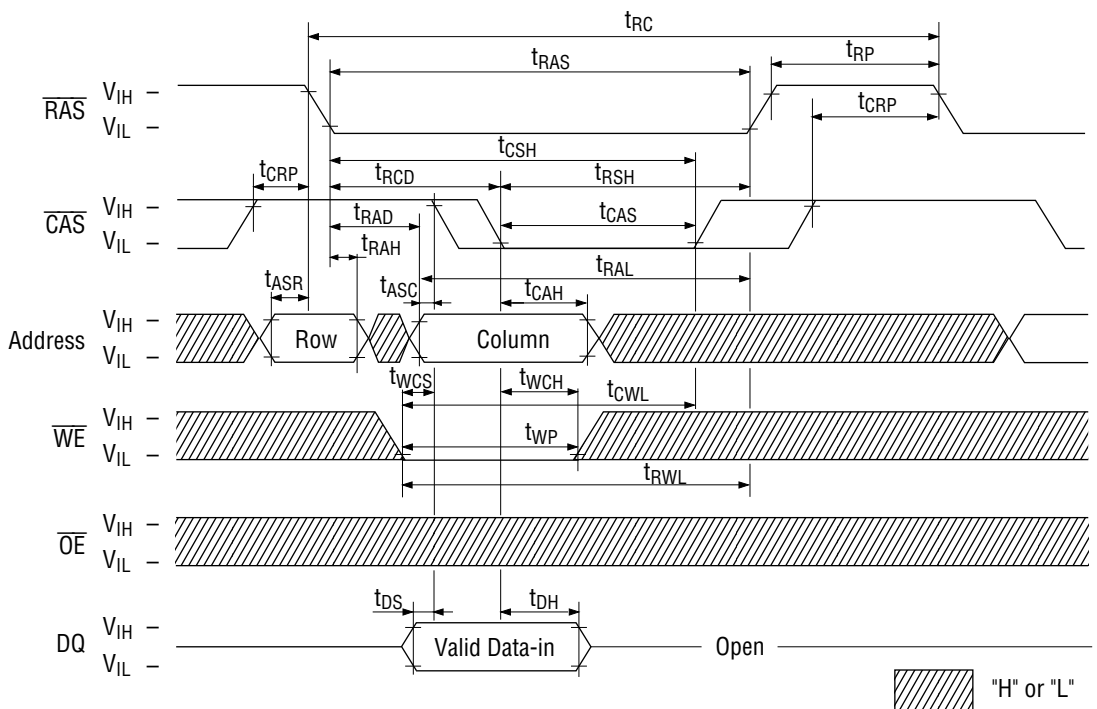 tRC
tRAS
tRP
RAS
VIH –
VIL –
tCRP
tCSH
tCRP
tRCD
tRSH
CAS
VIH –
VIL –
tRAD
tCAS
tRAH
tRAL
tASR
tASC
tCAH
Address
VIH –
VIL –
Row
Column
tWCS
tWCH
tCWL
WE
VIH –
VIL –
tWP
tRWL
OE
VIH –
VIL –
tDS
tDH
DQ
VIH –
VIL –
Valid Data-in
Open
"H" or "L"